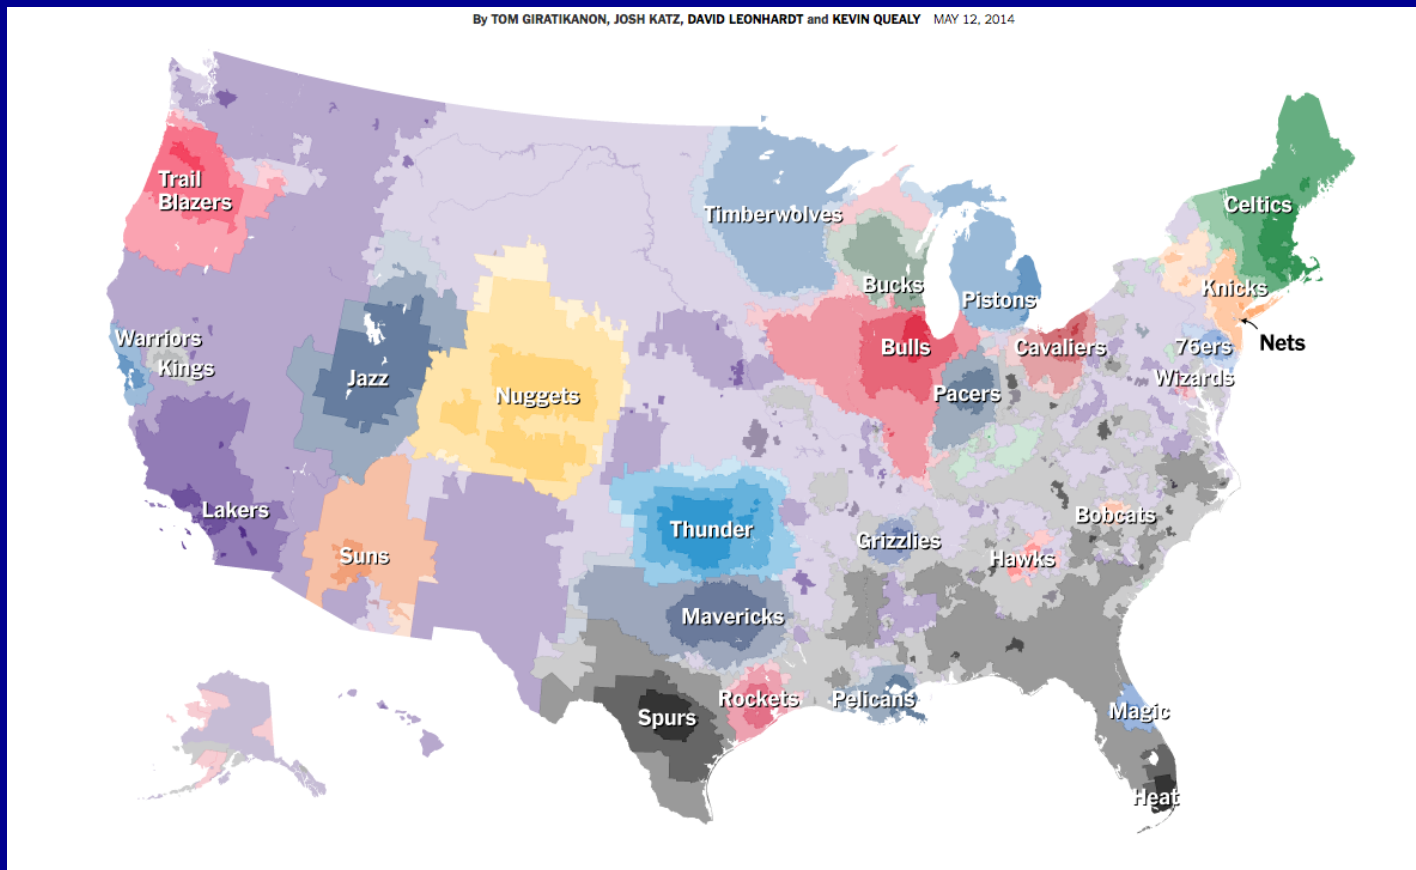 By TOM GIRATIKANON, JOSH KATZ, DAVID LEONHARDT and KEVIN QUEALY MAY 12, 2014
Trail
Blazers
Timberwolves
Celtics
Bucks
Pistons
Knicks
Warriors
Kings
Bulls
Cavaliers
76ers
Nets
Jazz
Nuggets
Pacers
Wizards
Lakers
Suns
Thunder
Grizzlies
Bobcats
Hawks
Mavericks
Spurs
Rockets
Pelicans
Magic
Heat